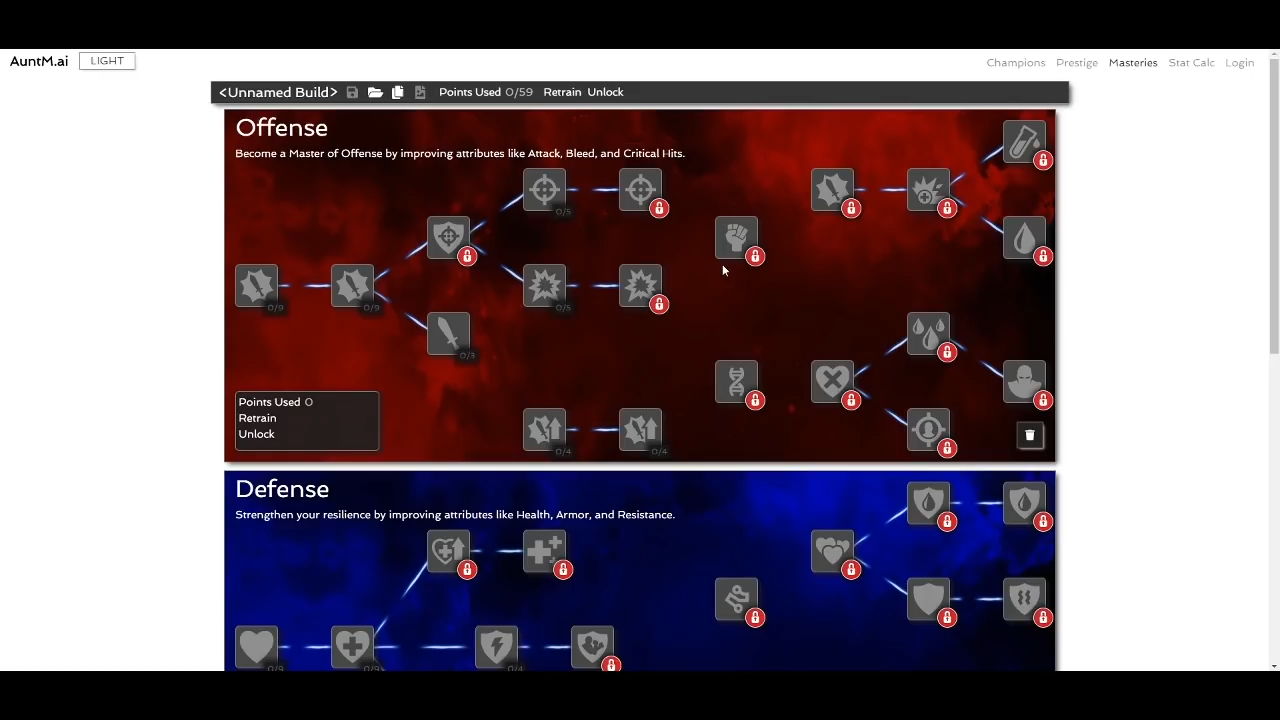 AuntM.ai LIGHT Champions Prestige Masteries Stat Calc Login
<Unnamed Build> Points Used 0/59 Retrain Unlock
Offense
Become a Master of Offense by improving attributes like Attack, Bleed, and Critical Hits.
0/5
0/9 0/9 0/5
0/3
Points Used 0
Retrain
Unlock
0/4 0/4
Defense
Strengthen your resilience by improving attributes like Health, Armor, and Resistance.
0/4